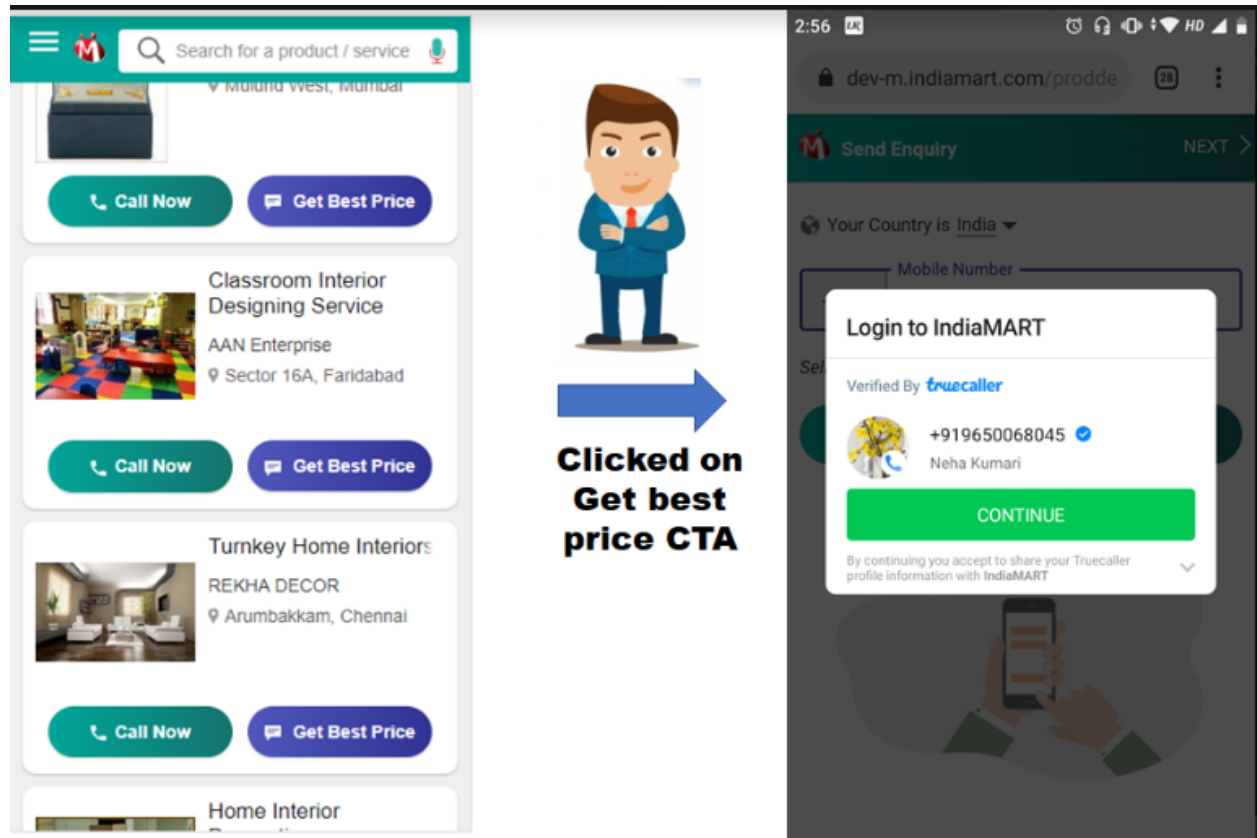 Search for a product / service
Mulund West, Mumbai
Call Now
Get Best Price
Classroom Interior
Designing Service
AAN Enterprise
Sector 16A, Faridabad
Call Now
Get Best Price
Turnkey Home Interiors
REKHA DECOR
Arumbakkam, Chennai
Call Now
Get Best Price
Home Interior
Clicked on
Get best
price CTA
2:56
HD
dev-m.indiamart.com/prodde
28
Send Enquiry
NEXT >
Your Country is India
Mobile Number
Sel
Login to IndiaMART
Verified By truecaller
+919650068045
Neha Kumari
CONTINUE
By continuing you accept to share your Truecaller
profile information with IndiaMART